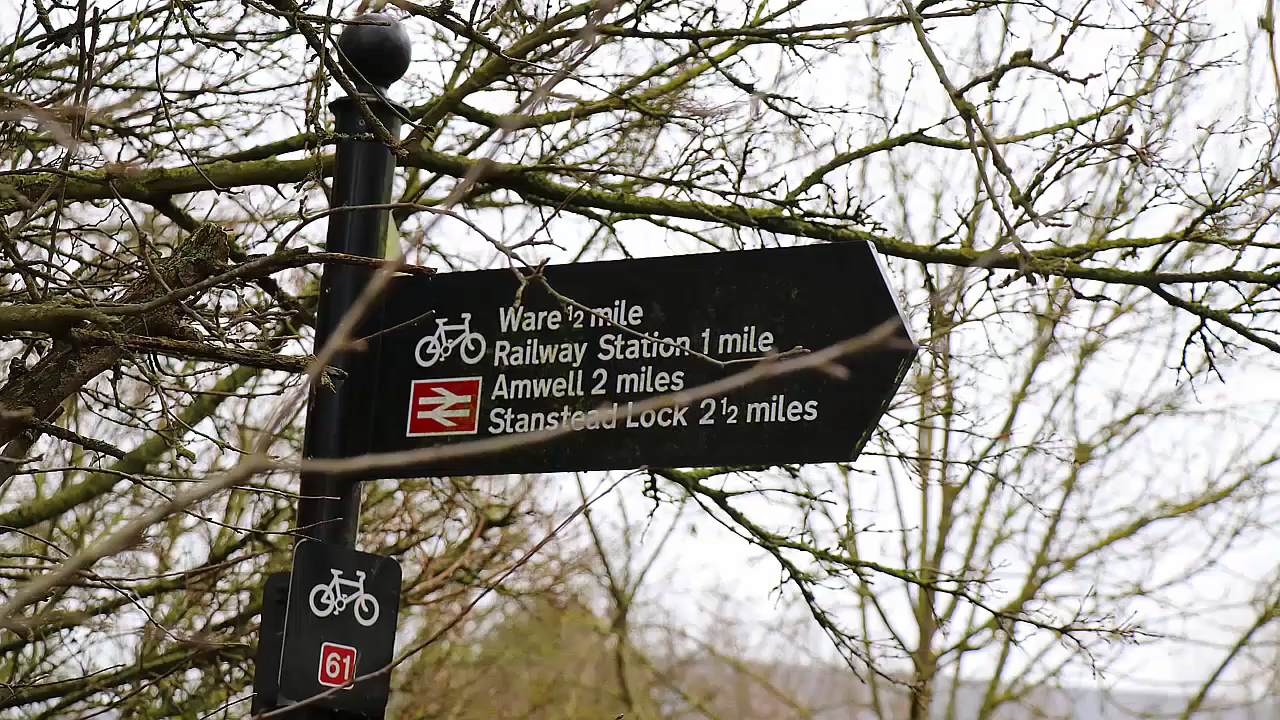 Ware ½ mile
Railway Station 1 mile
Amwell 2 miles
Stanstead Lock 2½ miles
61